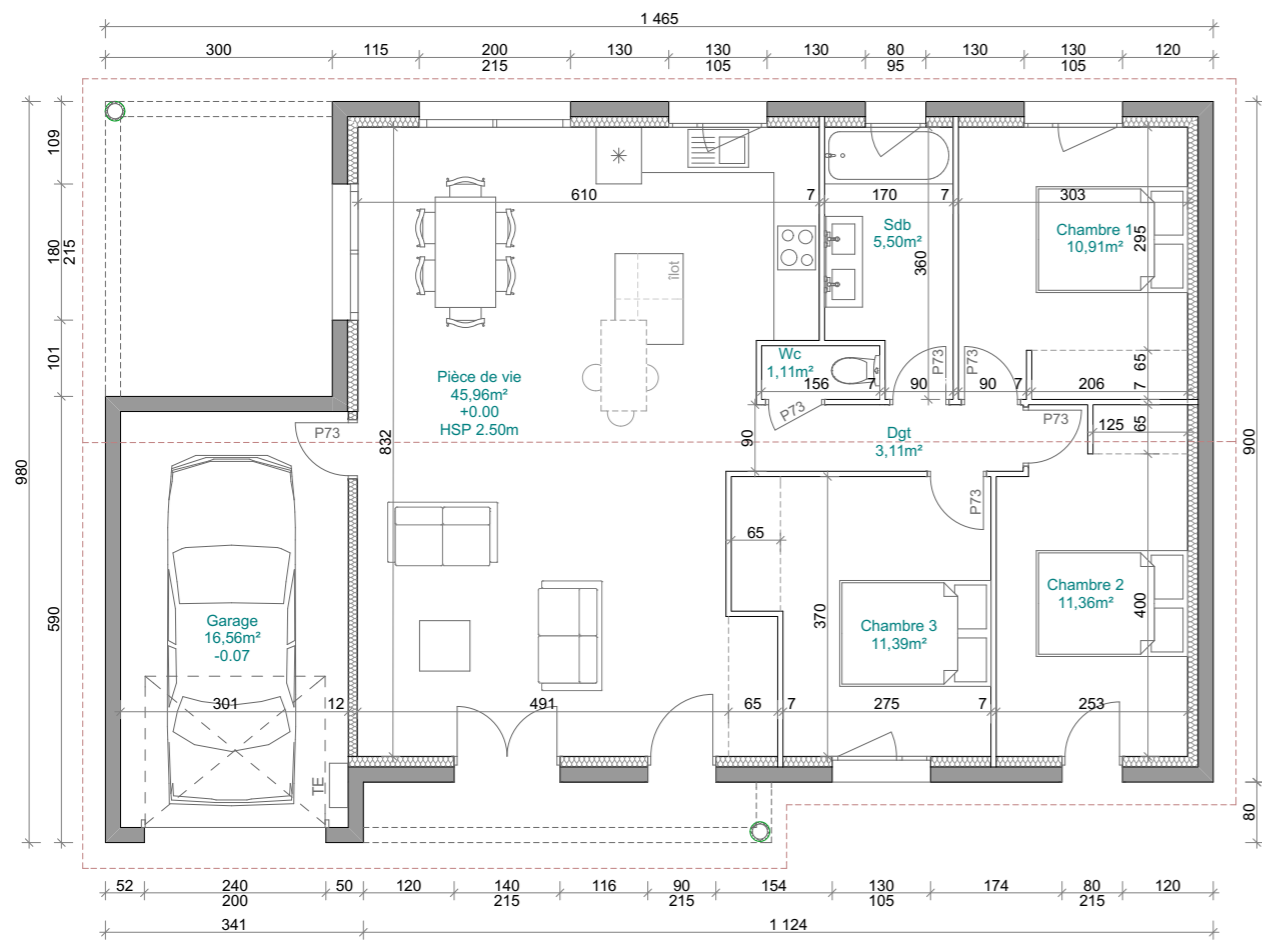 1 465
300 115 200 130 130 130 80 130 130 120
215 105 95 105
109
180
215
101
980
590
900
80
610 7 170 7 303
Sdb
5,50m²
360
Chambre 1
10,91m²
295
îlot
Wc
1,11m²
156 7 90 90 7 206
65
7
65
P73
P73
P73
P73
P73
P73
125
Pièce de vie
45,96m²
+0.00
HSP 2.50m
832
90
Dgt
3,11m²
65
370
Chambre 3
11,39m²
Chambre 2
11,36m²
400
Garage
16,56m²
-0.07
301 12 491 65 7 275 7 253
TE
52 240 50 120 140 116 90 154 130 174 80 120
200 215 215 105 215
341 1 124